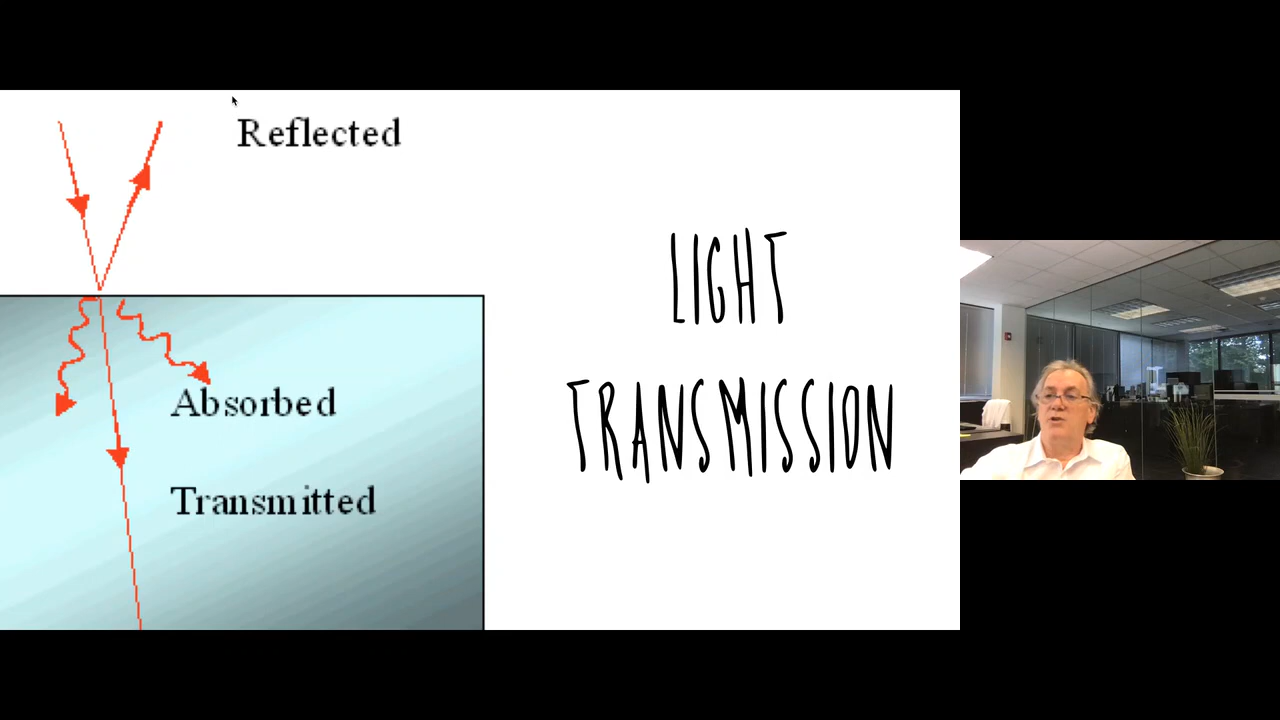 Reflected
Absorbed
Transmitted
LIGHT
TRANSMISSION